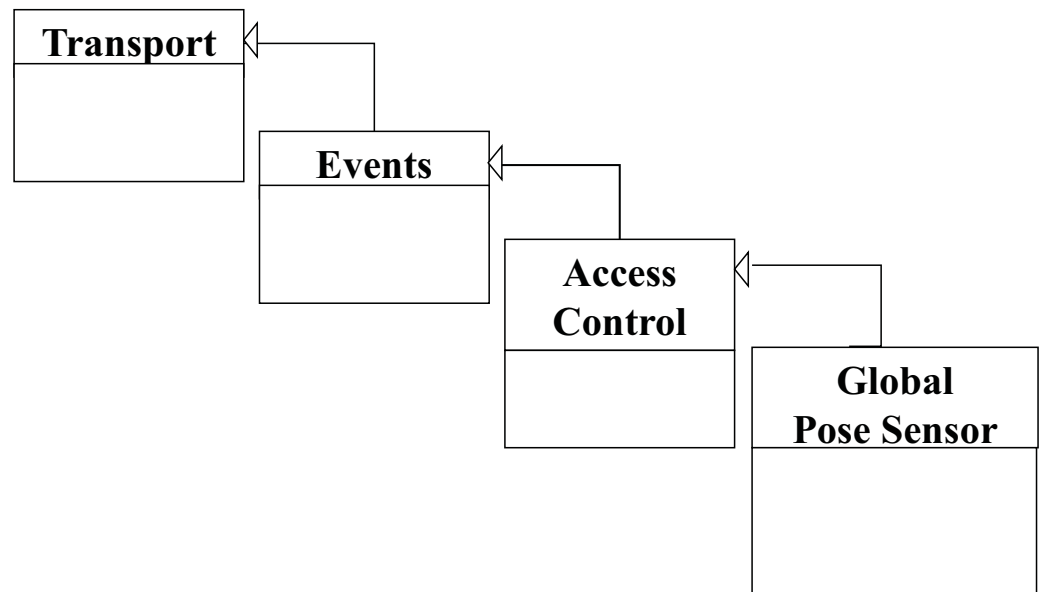 Transport
Events
Access
Control
Global
Pose Sensor